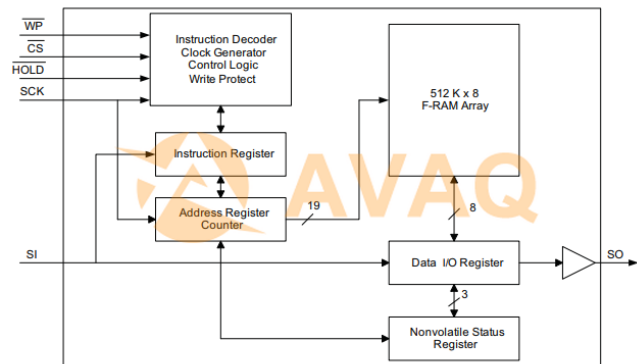 WP
CS
HOLD
SCK
Instruction Decoder
Clock Generator
Control Logic
Write Protect
512 K x 8
F-RAM Array
Instruction Register
AVAQ
Address Register
Counter
19
8
SI
Data I/O Register
SO
3
Nonvolatile Status
Register